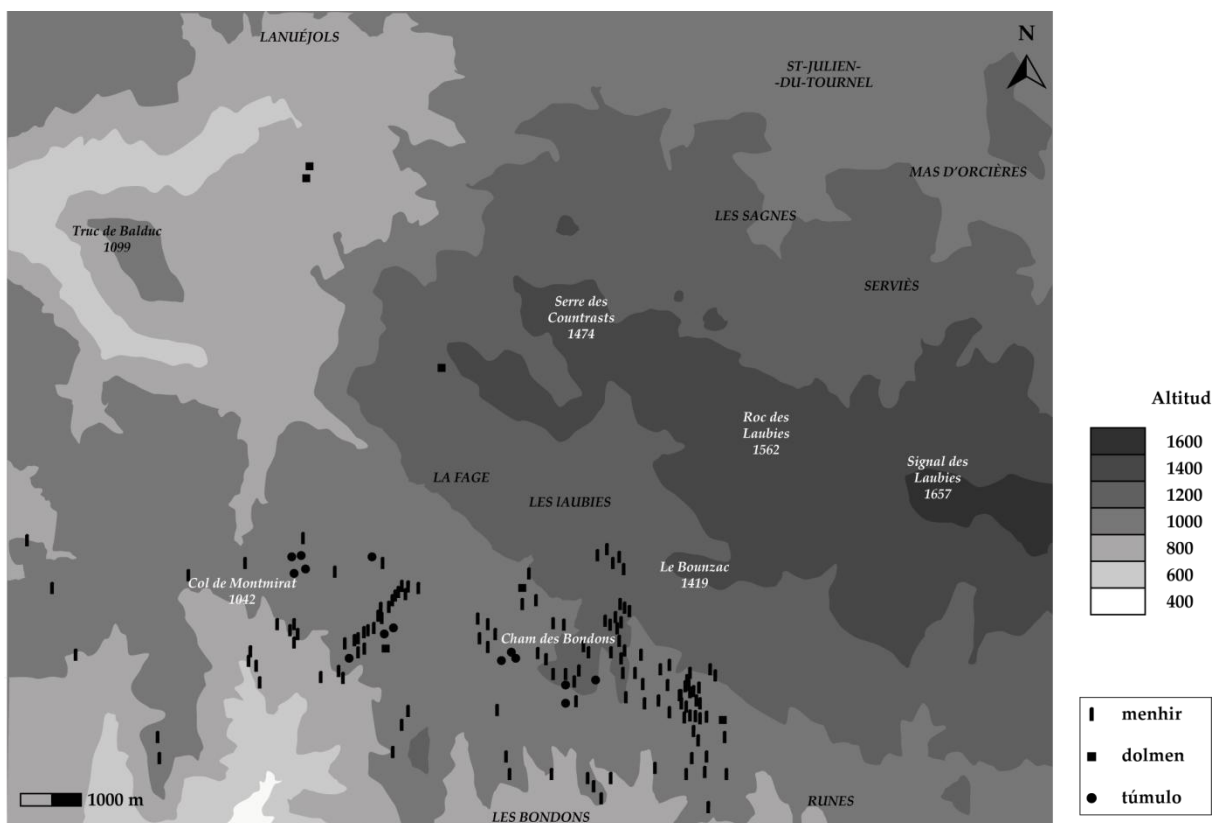 LANUÉJOLS
N
ST-JULIEN-
-DU-TOURNEL
MAS D'ORCIÈRES
LES SAGNES
Truc de Balduc
1099
SERVIÈS
Serre des
Countrasts
1474
Altitud
1600
1400
1200
1000
800
600
400
Roc des
Laubies
1562
Signal des
Laubies
1657
LA FAGE
LES lAUBIES
Le Bounzac
1419
Col de Montmirat
1042
Cham des Bondons
menhir
dolmen
túmulo
1000 m
RUNES
LES BONDONS